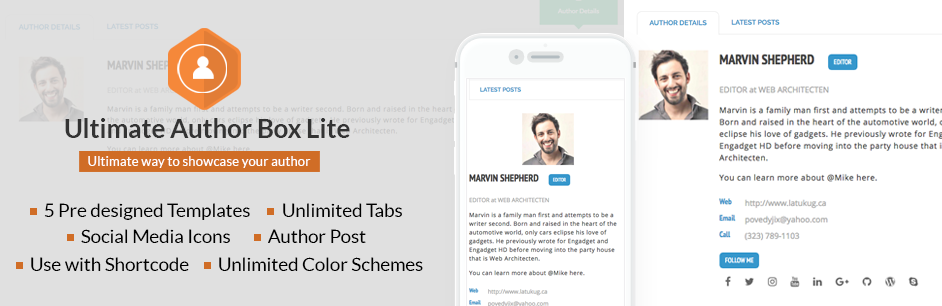 Author Details
AUTHOR DETAILS
LATEST POSTS
MARVIN SHEPHERD
Ultimate Author Box Lite
Ultimate way to showcase your author
5 Pre designed Templates
Unlimited Tabs
Social Media Icons
Author Post
Use with Shortcode
Unlimited Color Schemes
EDITOR at WEB ARCHITECTEN
Marvin is a family man first and attempts to be a writer second. Born and raised in the heart of
LATEST POSTS
MARVIN SHEPHERD EDITOR
EDITOR at WEB ARCHITECTEN
Marvin is a family man first and attempts to be a
writer second. Born and raised in the heart of the
automotive world, only cars eclipse his love of
gadgets. He previously wrote for Engadget and
Engadget HD before moving into the party house
that is Web Architecten.
You can learn more about @Mike here.
Web http://www.latukug.ca
Email povedyjix@yahoo.com
AUTHOR DETAILS
LATEST POSTS
MARVIN SHEPHERD EDITOR
EDITOR at WEB ARCHITECTEN
Marvin is a family man first and attempts to be a write
Born and raised in the heart of the automotive world, o
eclipse his love of gadgets. He previously wrote for Eng
Engadget HD before moving into the party house that i
Architecten.
You can learn more about @Mike here.
Web http://www.latukug.ca
Email povedyjix@yahoo.com
Call (323) 789-1103
FOLLOW ME